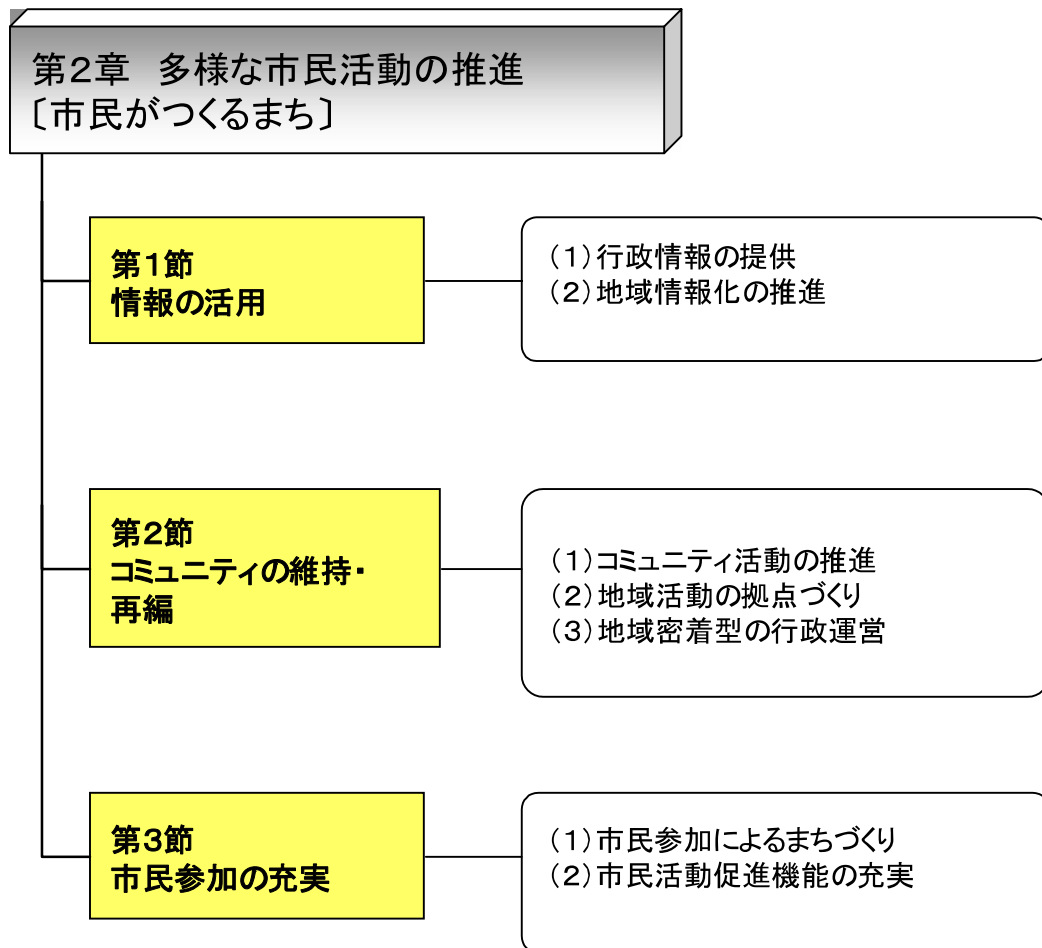 第2章　多様な市民活動の推進
〔市民がつくるまち〕
第1節
情報の活用
（1）行政情報の提供
（2）地域情報化の推進
第2節
コミュニティの維持・
再編
（1）コミュニティ活動の推進
（2）地域活動の拠点づくり
（3）地域密着型の行政運営
第3節
市民参加の充実
（1）市民参加によるまちづくり
（2）市民活動促進機能の充実